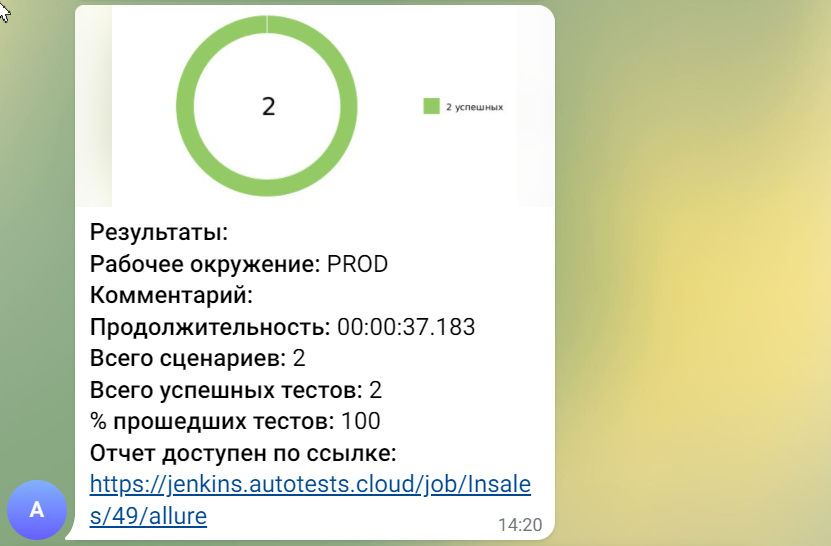 2
2 успешных
Результаты:
Рабочее окружение: PROD
Комментарий:
Продолжительность: 00:00:37.183
Всего сценариев: 2
Всего успешных тестов: 2
% прошедших тестов: 100
Отчет доступен по ссылке:
https://jenkins.autotests.cloud/job/Insale
s/49/allure
14:20
A